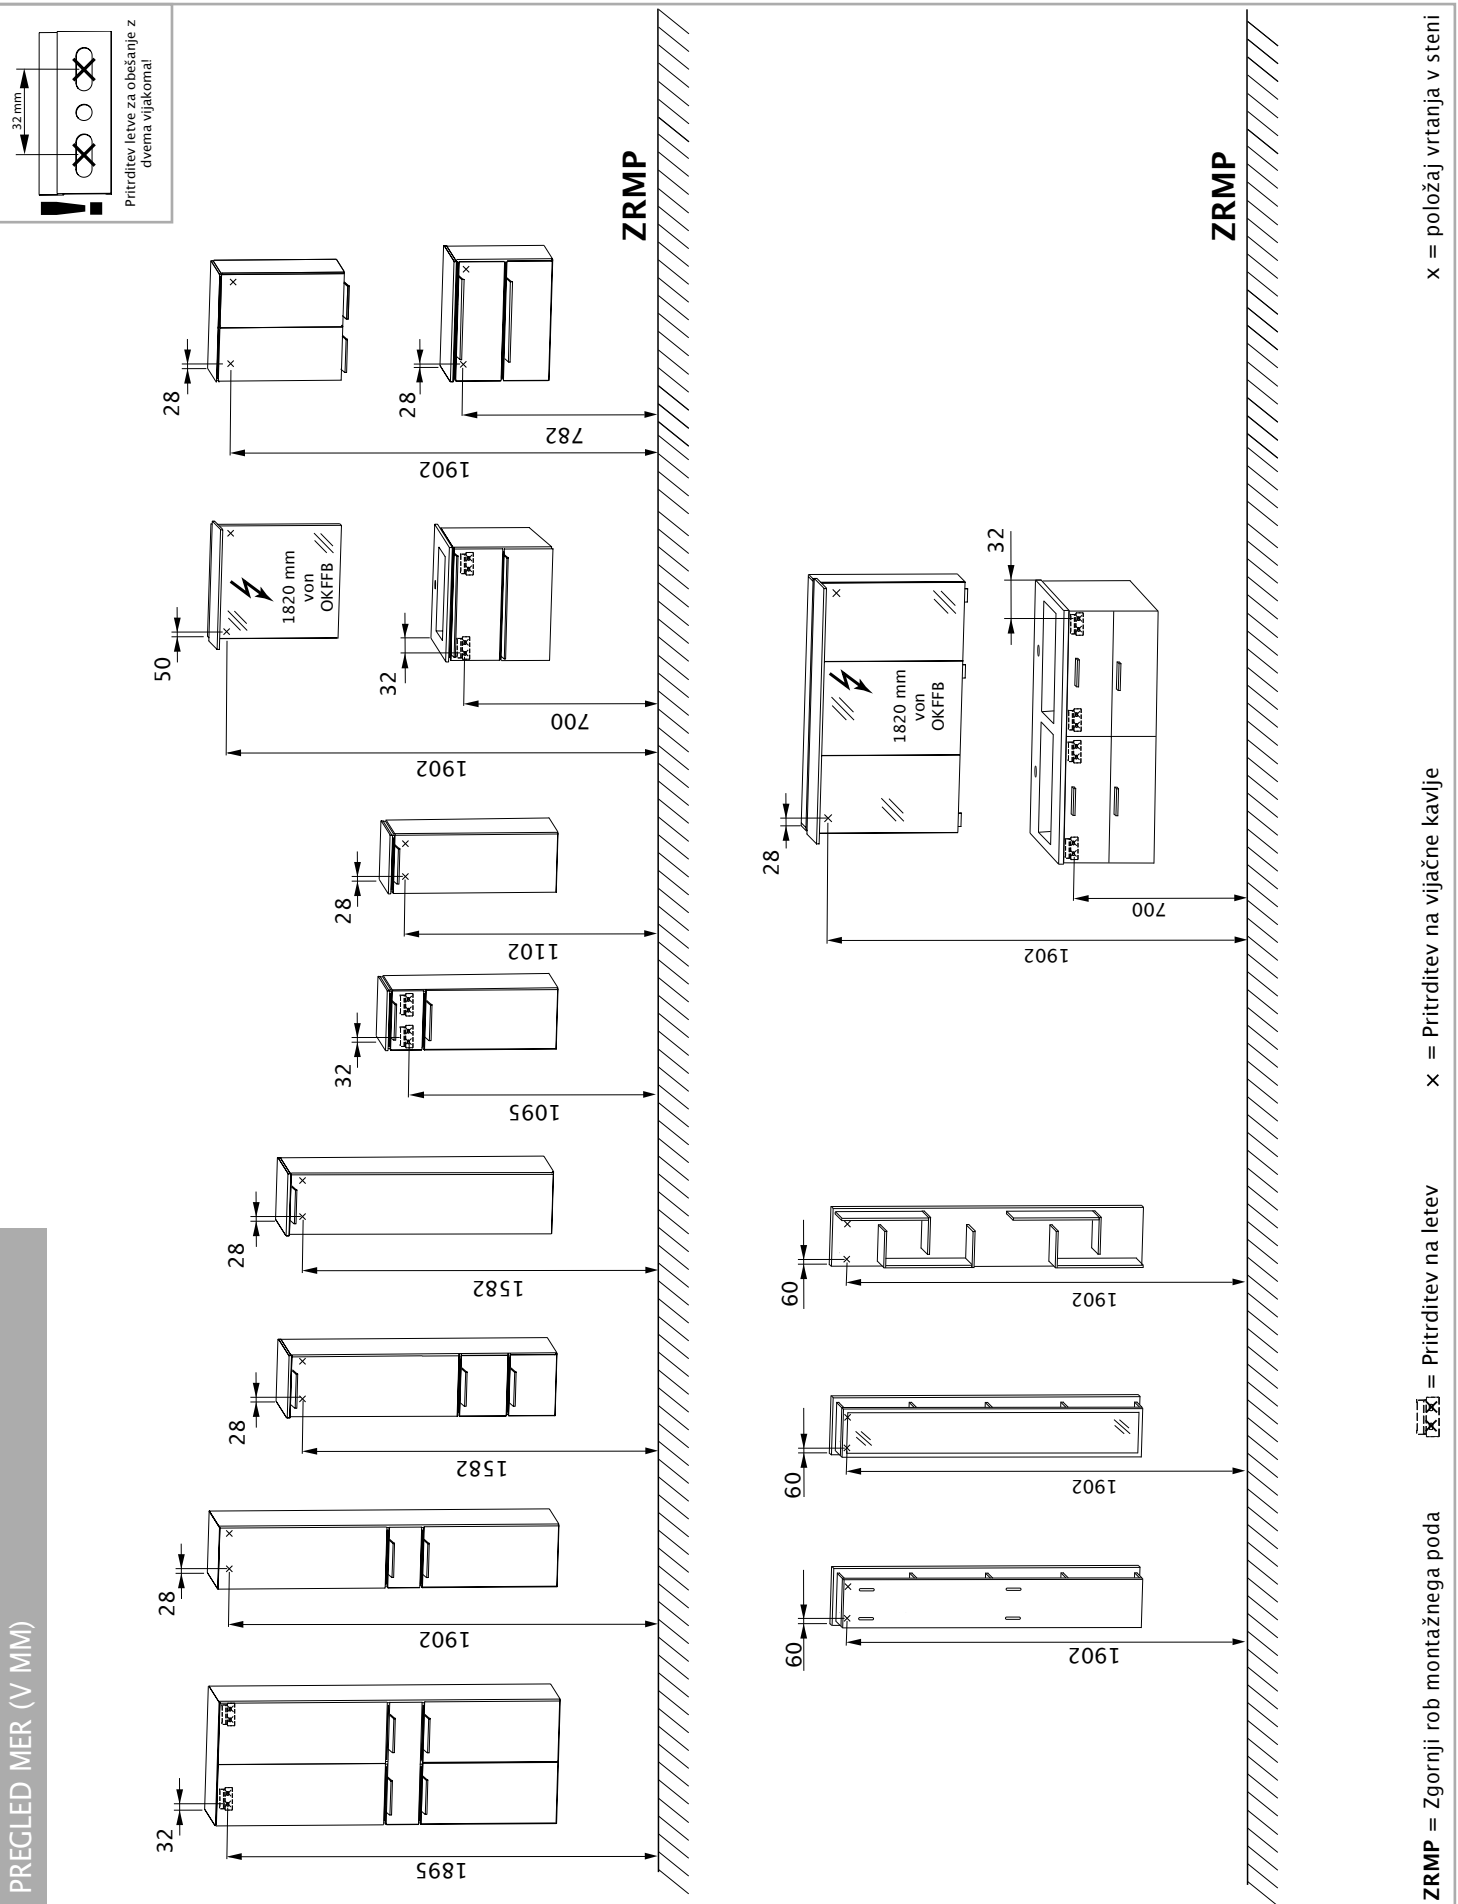 PREGLED MER (V MM)
32 mm
Pritrditev letve za obešanje z
dvema vijakoma!
32
1895
28
1902
28
1582
28
1582
32
1095
28
1102
50
1820 mm
von
OKFFB
1902
32
700
28
1902
28
782
ZRMP
60
1902
60
1902
60
1902
28
1820 mm
von
OKFFB
1902
32
700
ZRMP
ZRMP = Zgornji rob montažnega poda
= Pritrditev na letev
x = Pritrditev na vijačne kavlje
x = položaj vrtanja v steni